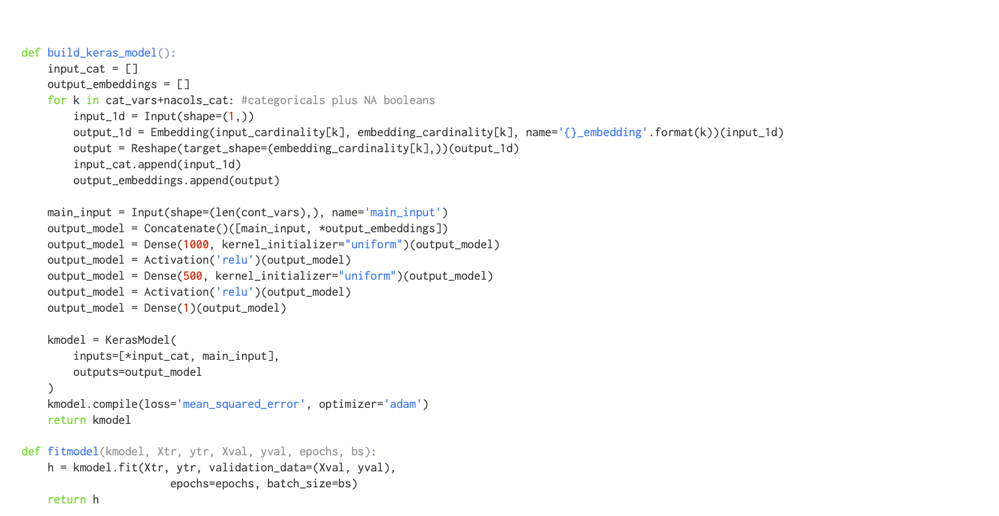 def build_keras_model():
    input_cat = []
    output_embeddings = []
    for k in cat_vars+nacols_cat: #categoricals plus NA booleans
        input_1d = Input(shape=(1,))
        output_1d = Embedding(input_cardinality[k], embedding_cardinality[k], name='{}_embedding'.format(k))(input_1d)
        output = Reshape(target_shape=(embedding_cardinality[k],))(output_1d)
        input_cat.append(input_1d)
        output_embeddings.append(output)

    main_input = Input(shape=(len(cont_vars),), name='main_input')
    output_model = Concatenate()([main_input, *output_embeddings])
    output_model = Dense(1000, kernel_initializer="uniform")(output_model)
    output_model = Activation('relu')(output_model)
    output_model = Dense(500, kernel_initializer="uniform")(output_model)
    output_model = Activation('relu')(output_model)
    output_model = Dense(1)(output_model)

    kmodel = KerasModel(
        inputs=[*input_cat, main_input],
        outputs=output_model
    )
    kmodel.compile(loss='mean_squared_error', optimizer='adam')
    return kmodel

def fitmodel(kmodel, Xtr, ytr, Xval, yval, epochs, bs):
    h = kmodel.fit(Xtr, ytr, validation_data=(Xval, yval),
                       epochs=epochs, batch_size=bs)
    return h